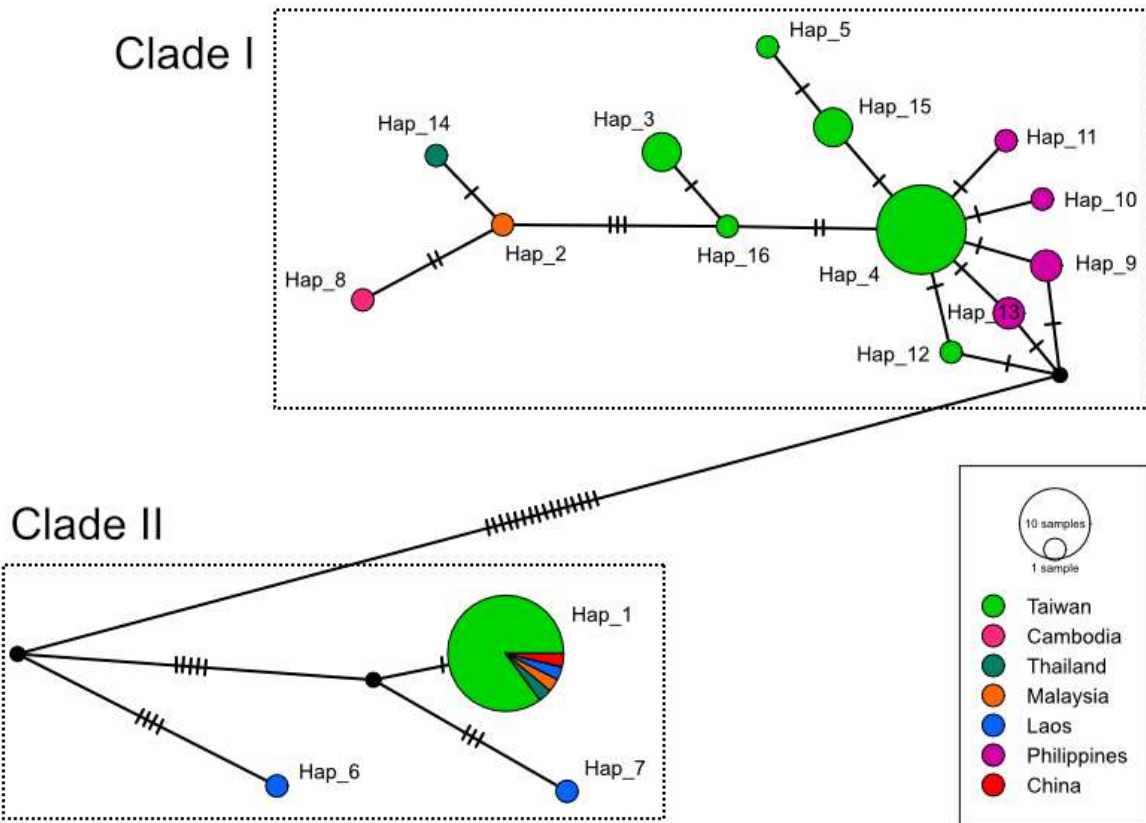 Clade I
Hap_5
Hap_15
Hap_3
Hap_14
Hap_11
Hap_10
Hap_9
Hap_2
Hap_16
Hap_4
Hap_8
Hap_13
Hap_12
Clade II
Hap_1
Hap_6
Hap_7
10 samples
1 sample
Taiwan
Cambodia
Thailand
Malaysia
Laos
Philippines
China